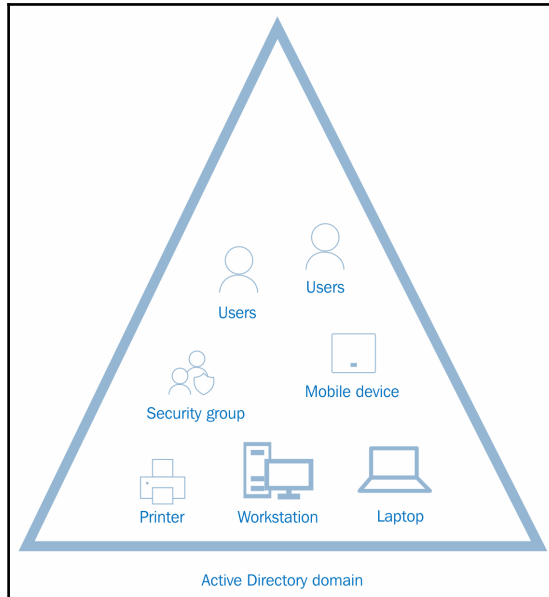 Users
Users
Mobile device
Security group
Printer
Workstation
Laptop
Active Directory domain